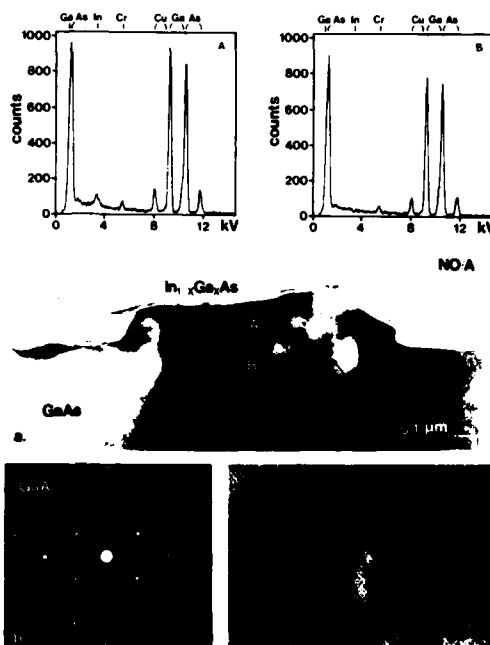 Ga As In Cr Cu Ga As
A
1000
800
600
400
200
0
counts
0 4 8 12 kV
Ga As In Cr Cu Ga As
B
1000
800
600
400
200
0
counts
0 4 8 12 kV
NO A
In1-xGaxAs
A
B
GaAs
a.
µm